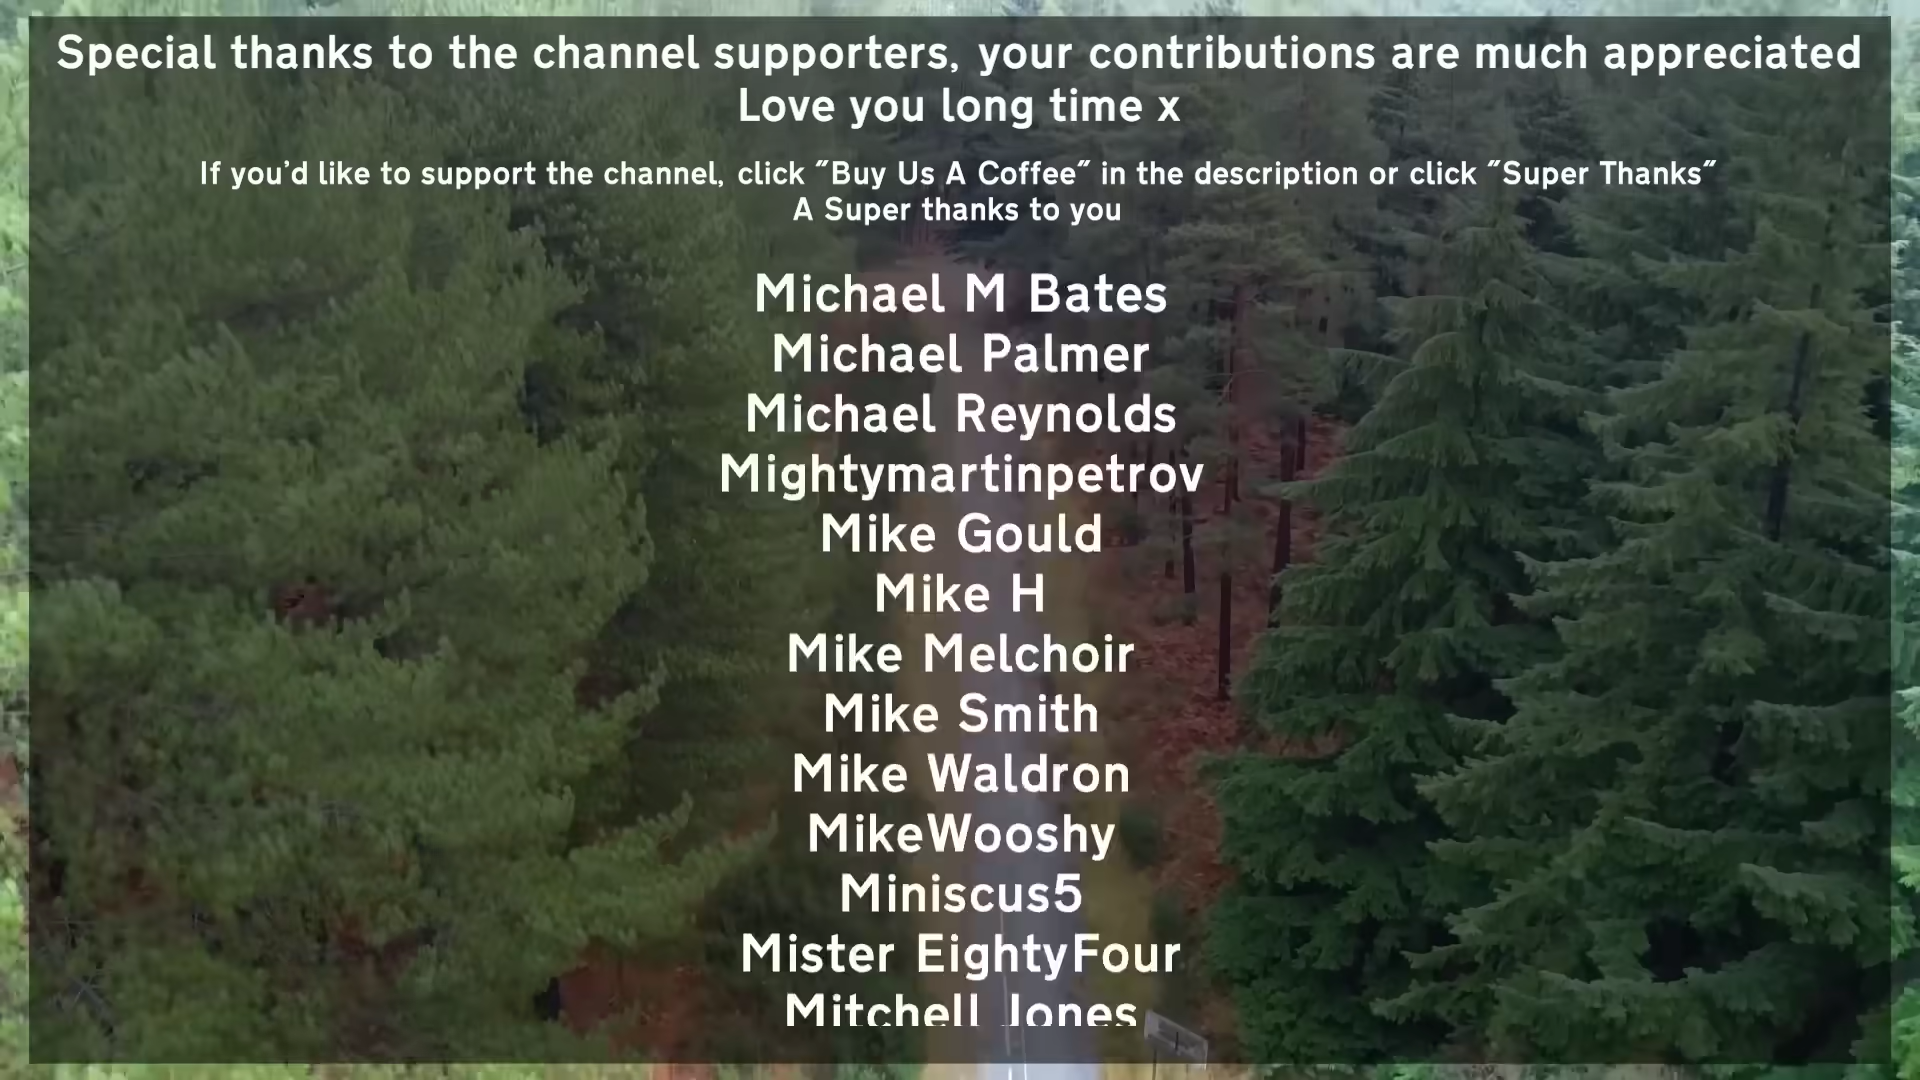 Special thanks to the channel supporters, your contributions are much appreciated
Love you long time x
If you'd like to support the channel, click "Buy Us A Coffee" in the description or click "Super Thanks"
A Super thanks to you
Michael M Bates
Michael Palmer
Michael Reynolds
Mightymartinpetrov
Mike Gould
Mike H
Mike Melchoir
Mike Smith
Mike Waldron
MikeWooshy
Miniscus5
Mister EightyFour
Mitchell Jones